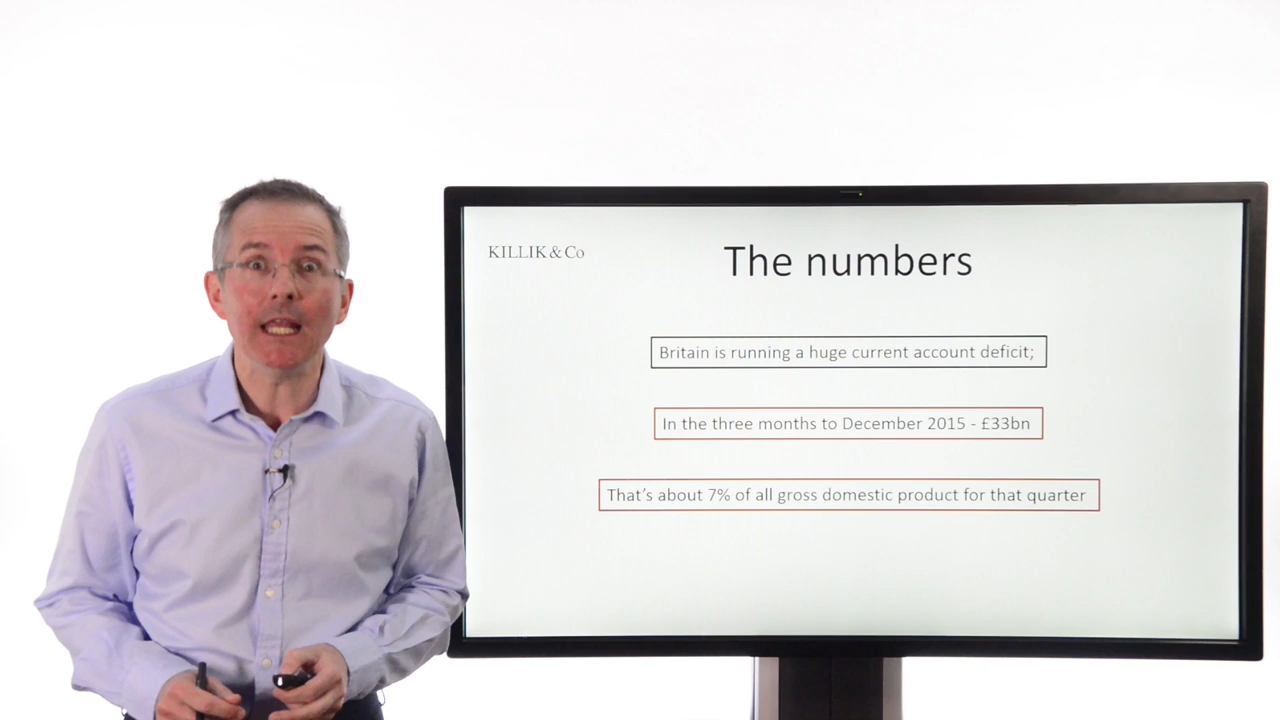 KILLIK & Co
The numbers
Britain is running a huge current account deficit;
In the three months to December 2015 - £33bn
That's about 7% of all gross domestic product for that quarter